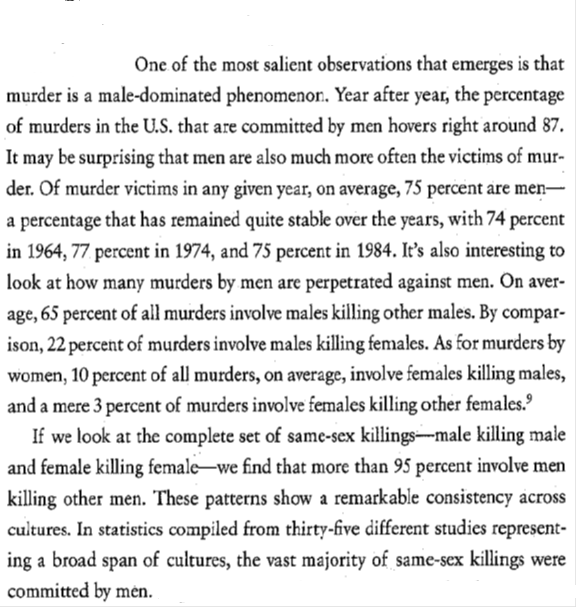 One of the most salient observations that emerges is that
murder is a male-dominated phenomenon. Year after year, the percentage
of murders in the U.S. that are committed by men hovers right around 87.
It may be surprising that men are also much more often the victims of mur-
der. Of murder victims in any given year, on average, 75 percent are men—
a percentage that has remained quite stable over the years, with 74 percent
in 1964, 77 percent in 1974, and 75 percent in 1984. It's also interesting to
look at how many murders by men are perpetrated against men. On aver-
age, 65 percent of all murders involve males killing other males. By compar-
ison, 22 percent of murders involve males killing females. As for murders by
women, 10 percent of all murders, on average, involve females killing males,
and a mere 3 percent of murders involve females killing other females.⁹
If we look at the complete set of same-sex killings—male killing male
and female killing female—we find that more than 95 percent involve men
killing other men. These patterns show a remarkable consistency across
cultures. In statistics compiled from thirty-five different studies represent-
ing a broad span of cultures, the vast majority of same-sex killings were
committed by men.